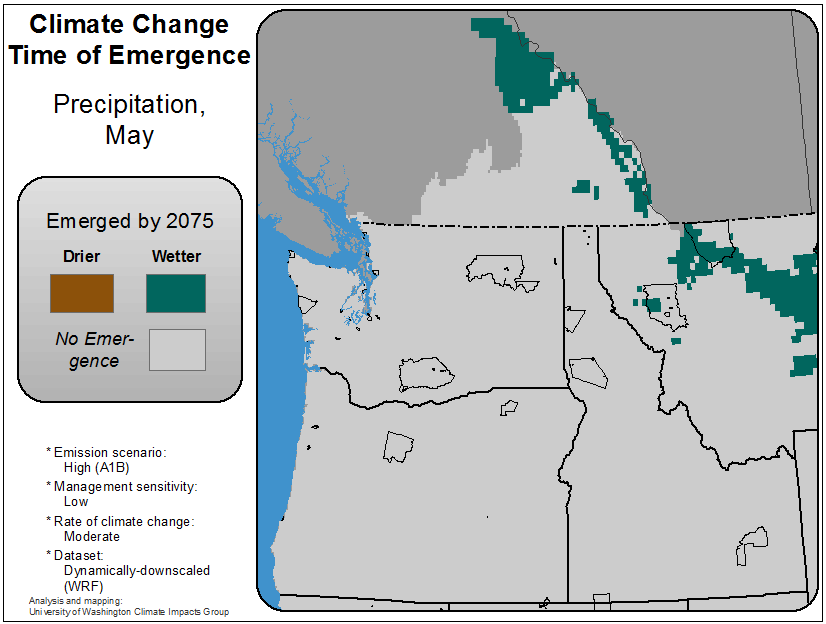 Climate Change
Time of Emergence
Precipitation,
May
Emerged by 2075
Drier Wetter
No Emer-
gence
* Emission scenario:
High (A1B)
* Management sensitivity:
Low
* Rate of climate change:
Moderate
* Dataset:
Dynamically-downscaled
(WRF)
Analysis and mapping:
University of Washington Climate Impacts Group